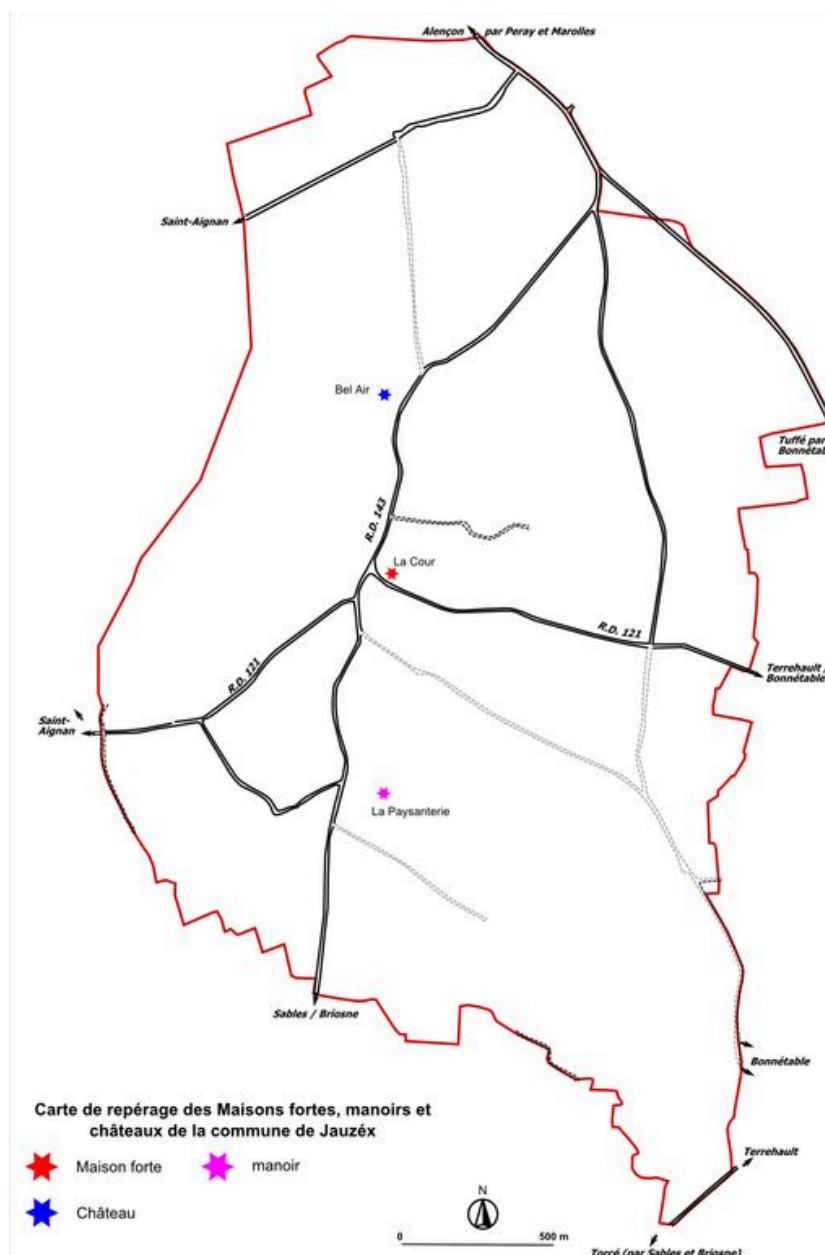 Alençon par Peray et Marolles
Saint-Aignan
Bel Air
Tuffé par
Bonnétab
R.D. 143
La Cour
R.D. 121
R.D. 121
Terrehault /
Bonnétable
Saint-
Aignan
La Paysanterie
Sables / Briosne
Bonnétable
Carte de repérage des Maisons fortes, manoirs et
châteaux de la commune de Jauzéx
Maison forte
manoir
Château
Terrehault
N
0 500 m
Torcé (par Sables et Briosne)